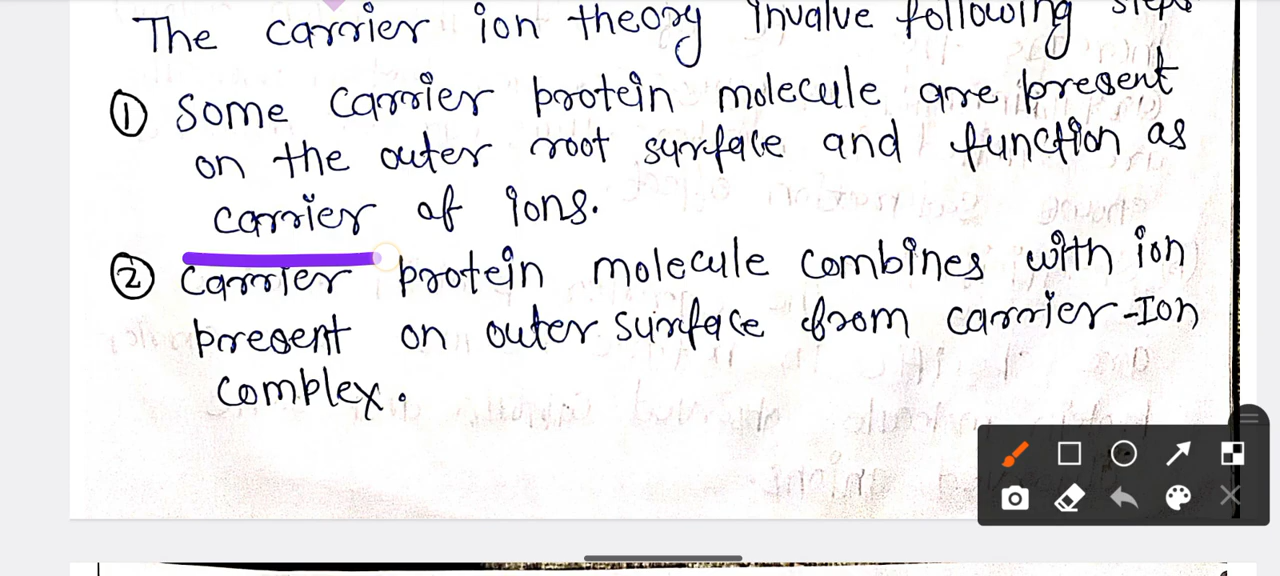 The carrier ion theory invalve following steps
① Some carrier protein molecule are present
on the outer root surface and function as
carrier of ions.
② Carrier protein molecule combines with ion
present on outer surface from carrier-Ion
complex.